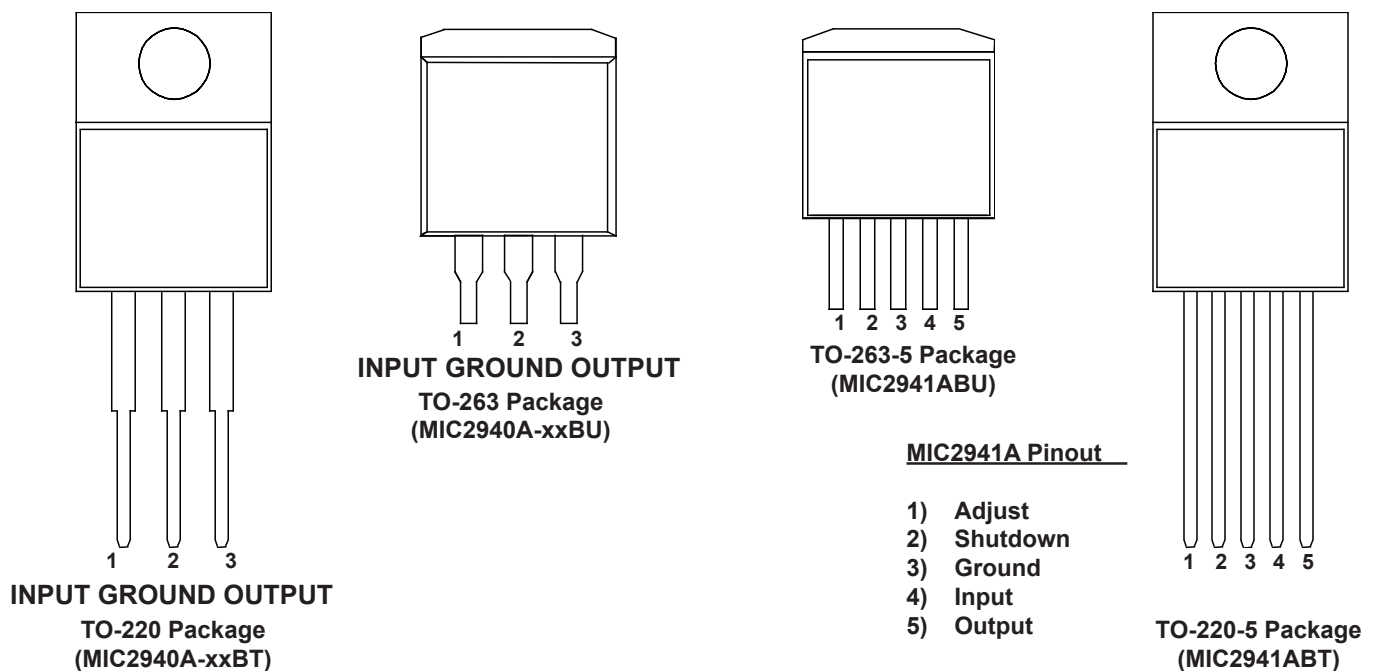 1 2 3
INPUT GROUND OUTPUT
TO-220 Package
(MIC2940A-xxBT)
1 2 3
INPUT GROUND OUTPUT
TO-263 Package
(MIC2940A-xxBU)
1 2 3 4 5
TO-263-5 Package
(MIC2941ABU)
MIC2941A Pinout
1) Adjust
2) Shutdown
3) Ground
4) Input
5) Output
1 2 3 4 5
TO-220-5 Package
(MIC2941ABT)